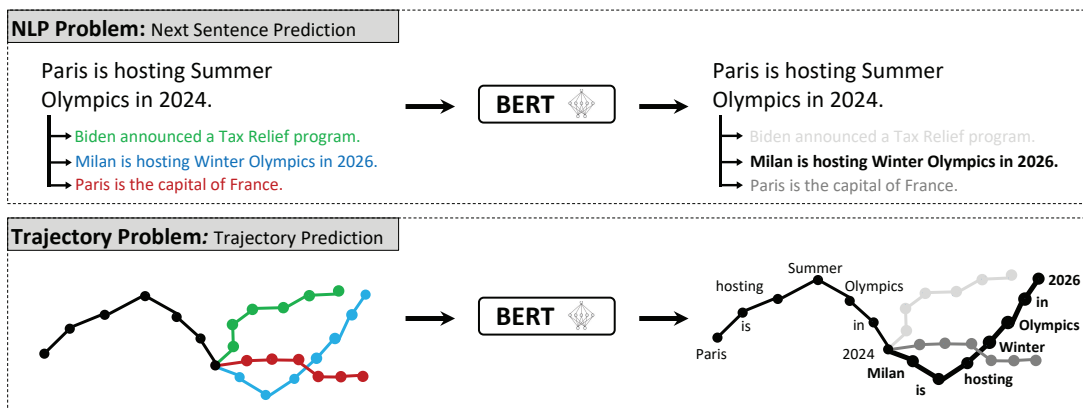 NLP Problem: Next Sentence Prediction
Paris is hosting Summer
Olympics in 2024.
Biden announced a Tax Relief program.
Milan is hosting Winter Olympics in 2026.
Paris is the capital of France.
BERT
Paris is hosting Summer
Olympics in 2024.
Biden announced a Tax Relief program.
Milan is hosting Winter Olympics in 2026.
Paris is the capital of France.
Trajectory Problem: Trajectory Prediction
BERT
Paris
is
hosting
Summer
Olympics
in
2024
Milan
is
hosting
Winter
Olympics
in
2026